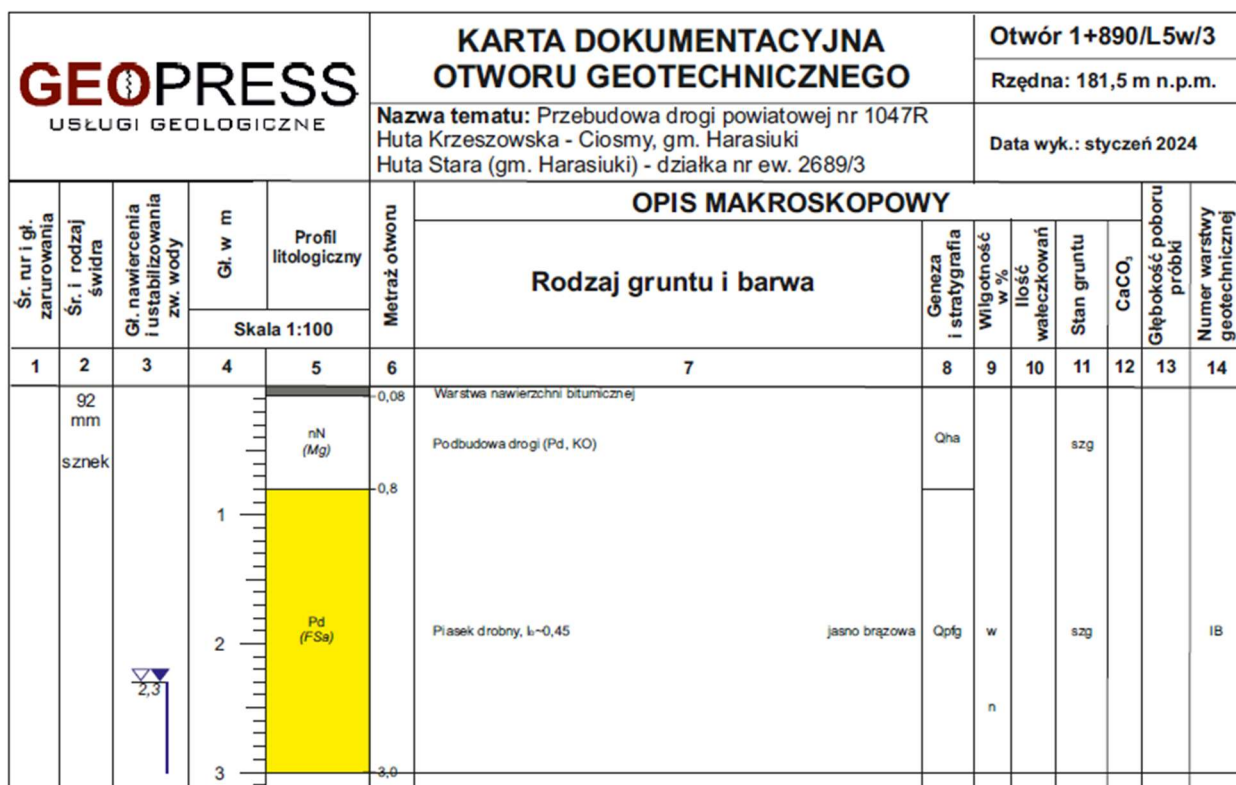 GEOPRESS
USŁUGI GEOLOGICZNE
KARTA DOKUMENTACYJNA
OTWORU GEOTECHNICZNEGO
Nazwa tematu: Przebudowa drogi powiatowej nr 1047R
Huta Krzeszowska - Ciosmy, gm. Harasiuki
Huta Stara (gm. Harasiuki) - działka nr ew. 2689/3
Otwór 1+890/L5w/3
Rzędna: 181,5 m n.p.m.
Data wyk.: styczeń 2024
Śr. rur i gł.
zarurowania
Śr. i rodzaj
świdra
Gł. nawiercenia
i ustabilizowania
zw. wody
Gł. w m
Profil
litologiczny
Skala 1:100
Metraż otworu
OPIS MAKROSKOPOWY
Rodzaj gruntu i barwa
Geneza
i stratygrafia
Wilgotność
w %
Ilość
wałeczkowań
Stan gruntu
CaCO₃
Głębokość poboru
próbki
Numer warstwy
geotechnicznej
1 2 3 4 5 6 7 8 9 10 11 12 13 14
92
mm
sznek
0,08 Warstwa nawierzchni bitumicznej
nN
(Mg)
Podbudowa drogi (Pd, KO) Qha szg
0,8
1
Pd
(FSa)
Piasek drobny, I_D~0,45 jasno brązowa Qpfg w szg IB
2
2,3
n
3 3,0